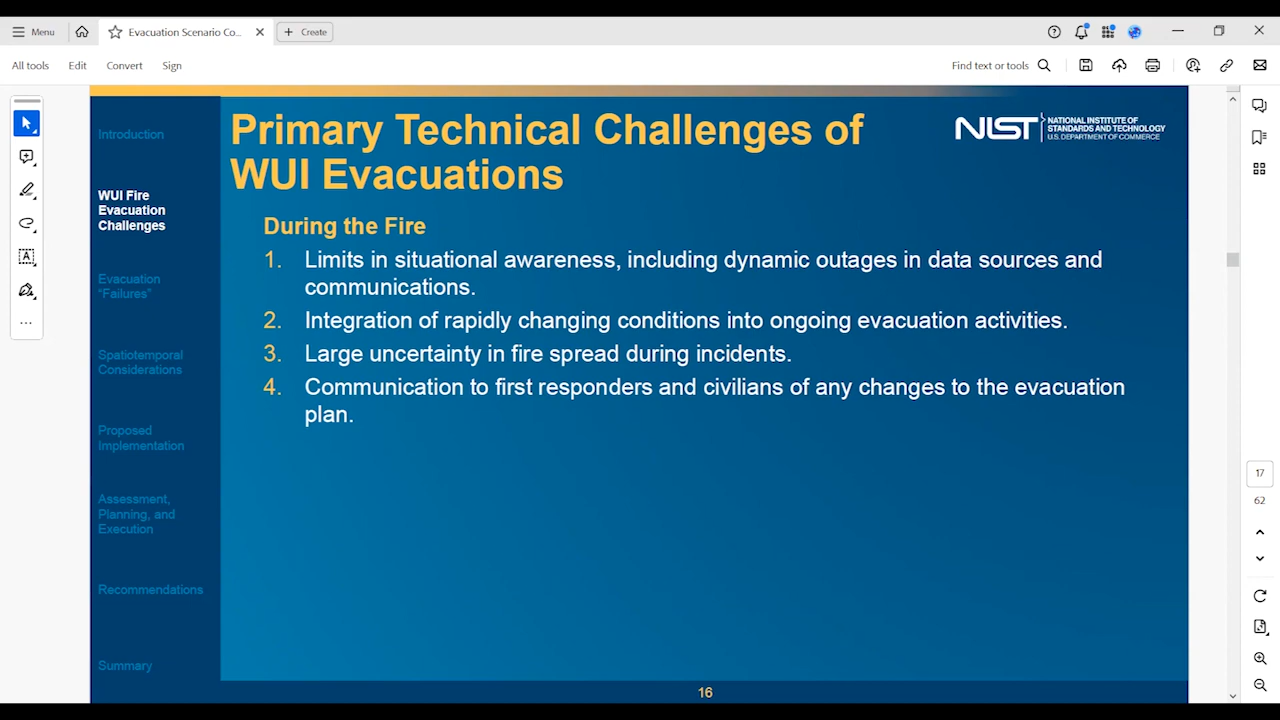 Menu
Evacuation Scenario Co...
Create
All tools
Edit
Convert
Sign
Find text or tools
Introduction
WUI Fire
Evacuation
Challenges
Evacuation
“Failures”
Spatiotemporal
Considerations
Proposed
Implementation
Assessment,
Planning, and
Execution
Recommendations
Summary
Primary Technical Challenges of
WUI Evacuations
NIST
NATIONAL INSTITUTE OF
STANDARDS AND TECHNOLOGY
U.S. DEPARTMENT OF COMMERCE
During the Fire
1. Limits in situational awareness, including dynamic outages in data sources and
communications.
2. Integration of rapidly changing conditions into ongoing evacuation activities.
3. Large uncertainty in fire spread during incidents.
4. Communication to first responders and civilians of any changes to the evacuation
plan.
16
17
62